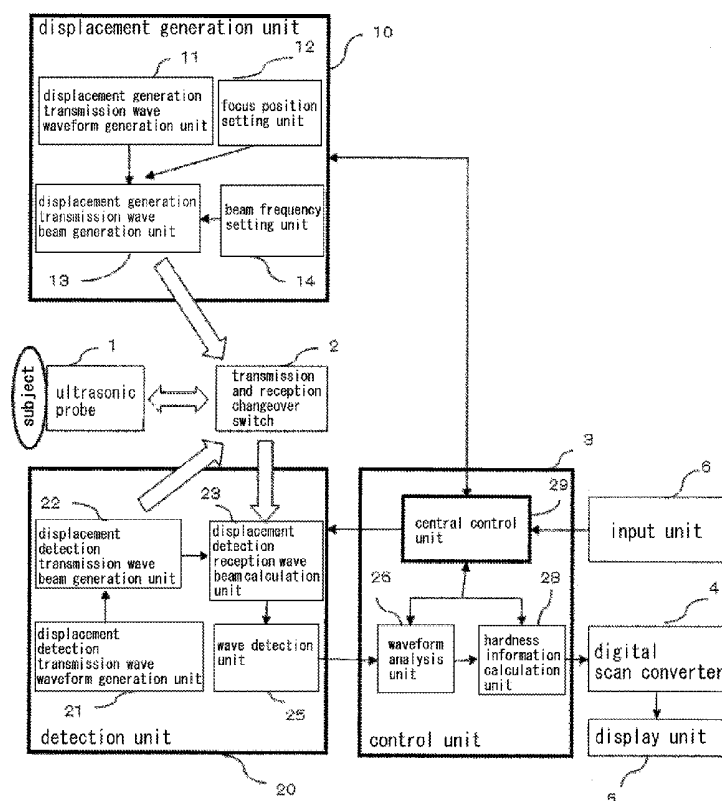 displacement generation unit
10
11
12
displacement generation
transmission wave
waveform generation unit
focus position
setting unit
displacement generation
transmission wave
beam generation unit
beam frequency
setting unit
13
14
1
2
subject
ultrasonic
probe
transmission
and reception
changeover
switch
3
22
23
29
6
displacement
detection
transmission wave
beam generation unit
displacement
detection
reception wave
beam calculation
unit
central control
unit
input unit
26
28
4
displacement
detection
transmission wave
waveform generation unit
wave detection
unit
waveform
analysis
unit
hardness
information
calculation
unit
digital
scan converter
21
25
detection unit
control unit
display unit
20